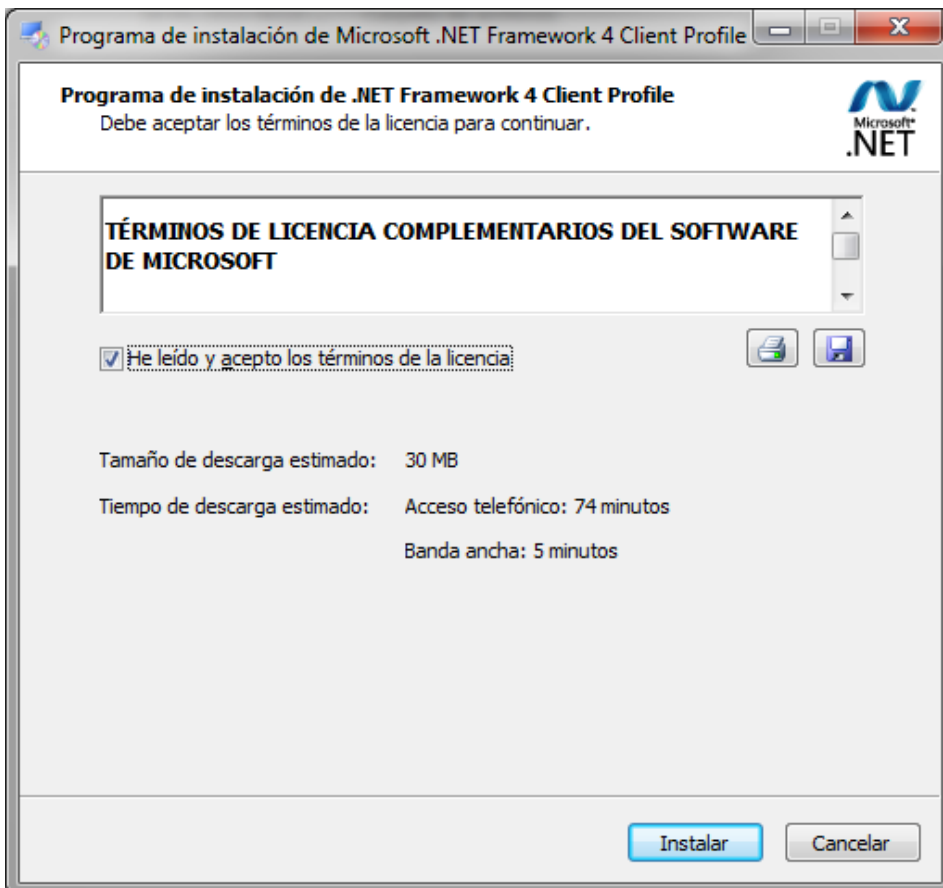 Programa de instalación de Microsoft .NET Framework 4 Client Profile
Programa de instalación de .NET Framework 4 Client Profile
Debe aceptar los términos de la licencia para continuar.
Microsoft®
.NET
TÉRMINOS DE LICENCIA COMPLEMENTARIOS DEL SOFTWARE
DE MICROSOFT
He leído y acepto los términos de la licencia
Tamaño de descarga estimado: 30 MB
Tiempo de descarga estimado: Acceso telefónico: 74 minutos
Banda ancha: 5 minutos
Instalar Cancelar